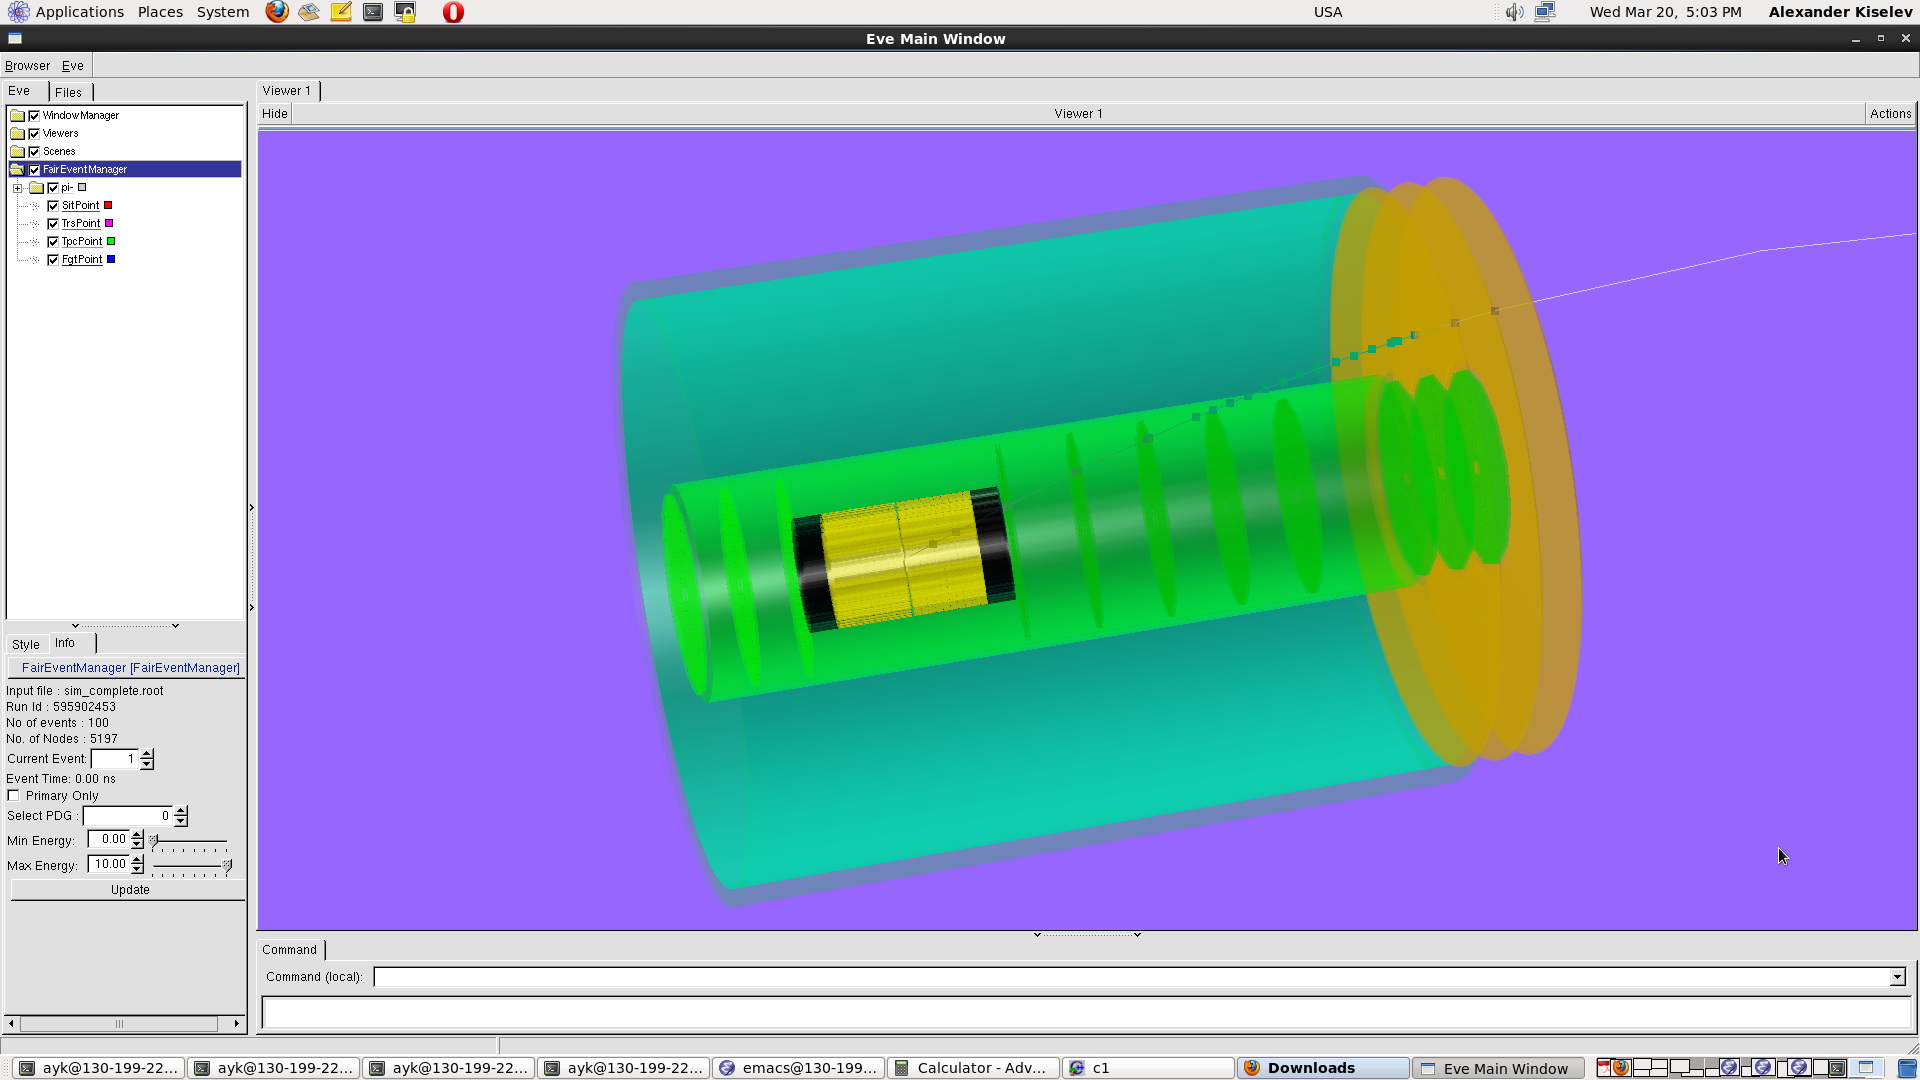 Applications Places System USA Wed Mar 20, 5:03 PM Alexander Kiselev
Eve Main Window
Browser Eve
Eve Files
Viewer 1
Hide Viewer 1 Actions
WindowManager
Viewers
Scenes
FairEventManager
pi-
SitPoint
TrsPoint
TpcPoint
FgtPoint
Style Info
FairEventManager [FairEventManager]
Input file : sim_complete.root
Run Id : 595902453
No of events : 100
No. of Nodes : 5197
Current Event: 1
Event Time: 0.00 ns
Primary Only
Select PDG : 0
Min Energy: 0.00
Max Energy: 10.00
Update
Command
Command (local):
ayk@130-199-22... ayk@130-199-22... ayk@130-199-22... ayk@130-199-22... emacs@130-199... Calculator - Adv... c1 Downloads Eve Main Window